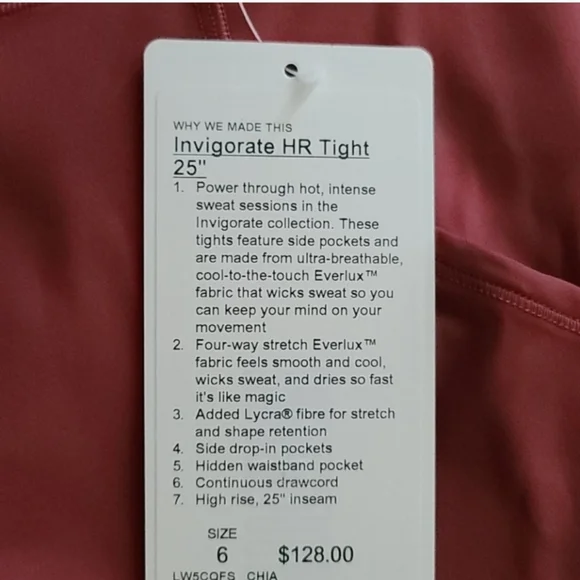 WHY WE MADE THIS
Invigorate HR Tight
25"
1. Power through hot, intense
sweat sessions in the
Invigorate collection. These
tights feature side pockets and
are made from ultra-breathable,
cool-to-the-touch Everlux™
fabric that wicks sweat so you
can keep your mind on your
movement
2. Four-way stretch Everlux™
fabric feels smooth and cool,
wicks sweat, and dries so fast
it's like magic
3. Added Lycra® fibre for stretch
and shape retention
4. Side drop-in pockets
5. Hidden waistband pocket
6. Continuous drawcord
7. High rise, 25" inseam
SIZE
6 $128.00
LW5CQFS CHIA